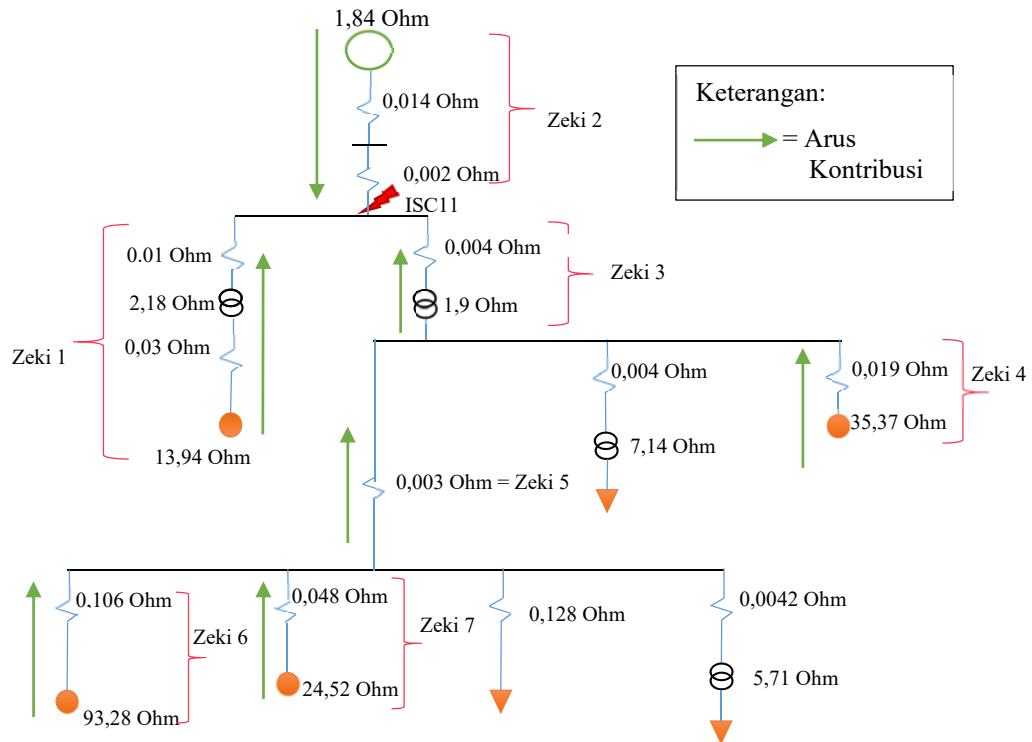 1,84 Ohm
0,014 Ohm
Zeki 2
0,002 Ohm
ISC11
Keterangan:
= Arus
Kontribusi
0.01 Ohm
2,18 Ohm
0,03 Ohm
Zeki 1
13,94 Ohm
0,004 Ohm
Zeki 3
1,9 Ohm
0,004 Ohm
7,14 Ohm
0,019 Ohm
Zeki 4
35,37 Ohm
0,003 Ohm = Zeki 5
0.106 Ohm
Zeki 6
93,28 Ohm
0,048 Ohm
Zeki 7
24,52 Ohm
0,128 Ohm
0,0042 Ohm
5,71 Ohm